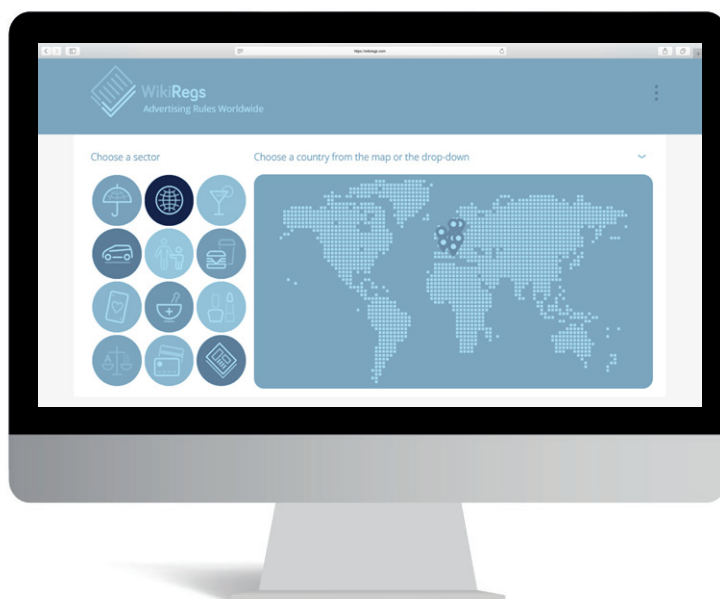 WikiRegs
Advertising Rules Worldwide
Choose a sector
Choose a country from the map or the drop-down